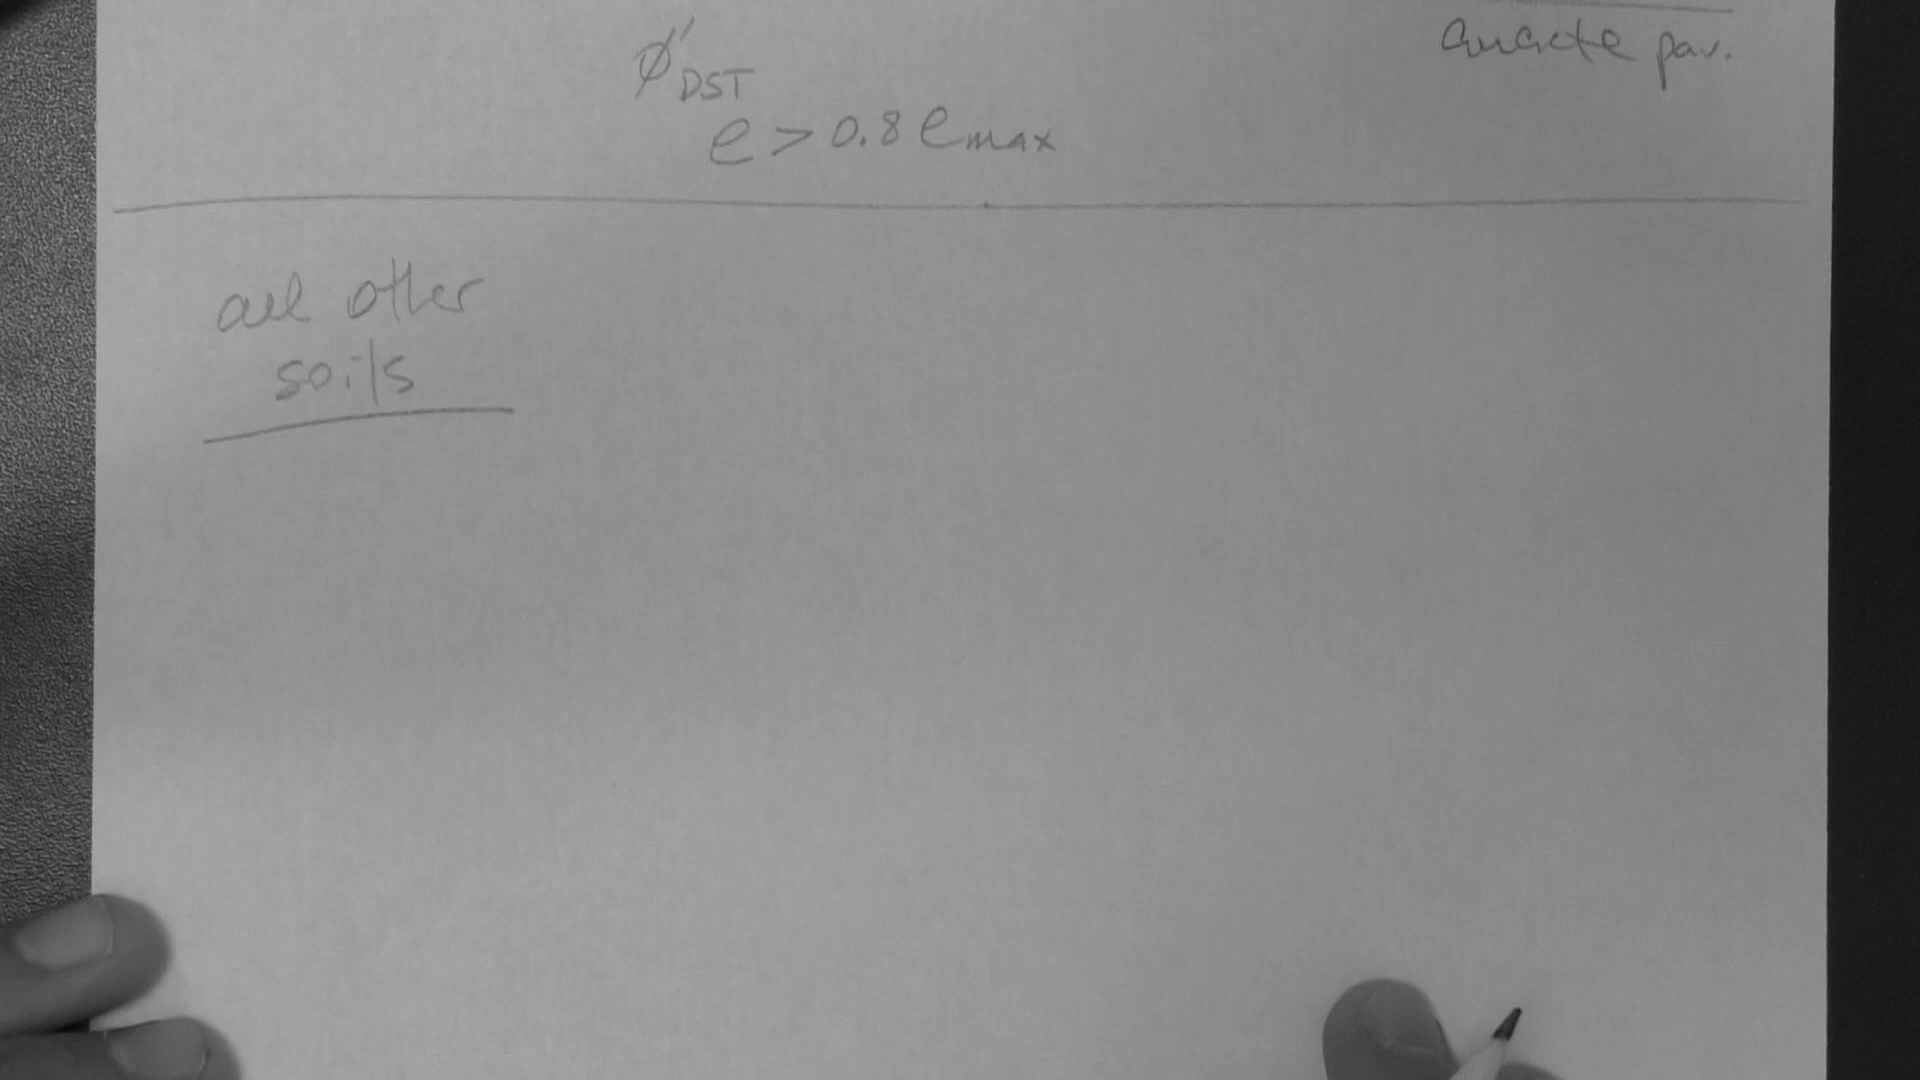 ø'DST
e > 0.8 emax
concrete pav.
all other
soils